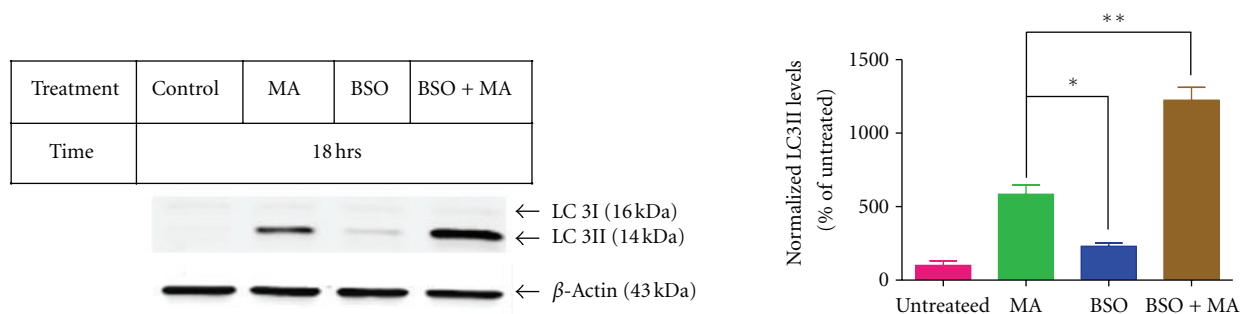 Treatment Control MA BSO BSO + MA
Time 18 hrs
← LC 3I (16 kDa)
← LC 3II (14 kDa)
← β-Actin (43 kDa)
Normalized LC3II levels
(% of untreated)
1500
1000
500
0
* *
*
Untreateed MA BSO BSO + MA